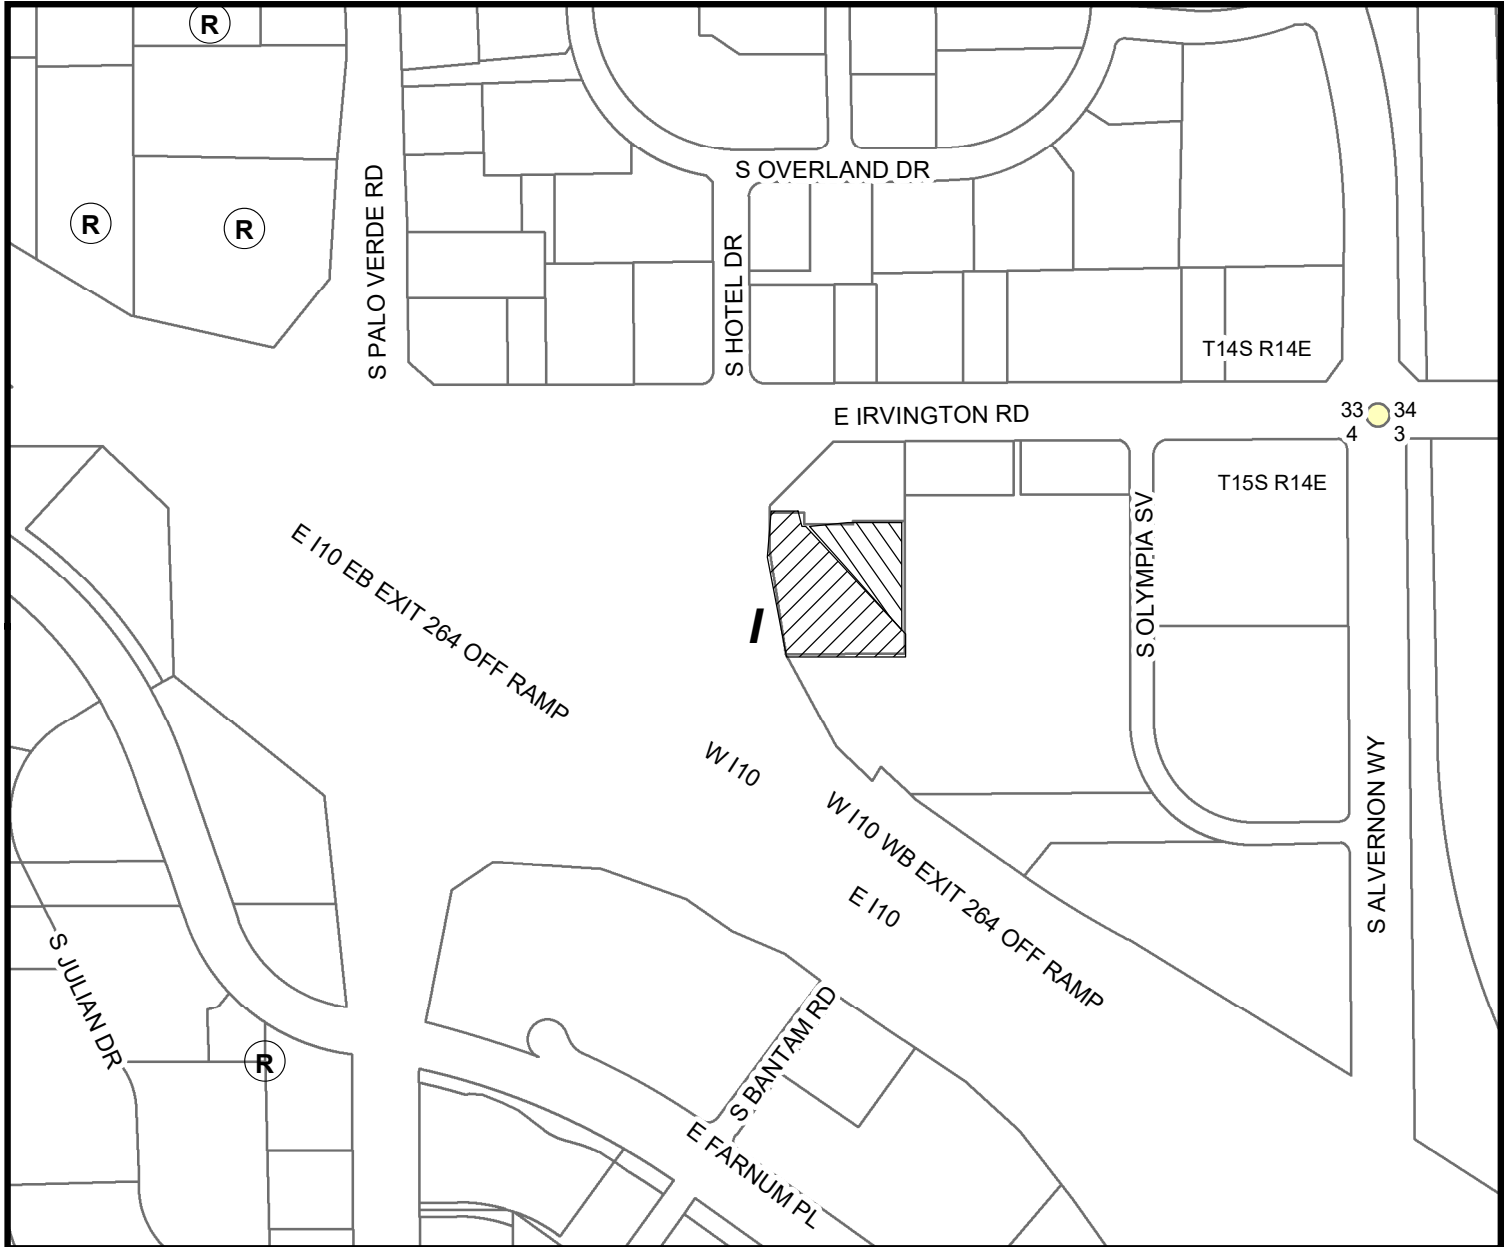 R
R
R
S PALO VERDE RD
S OVERLAND DR
S HOTEL DR
T14S R14E
E IRVINGTON RD
33 34
4 3
T15S R14E
E I10 EB EXIT 264 OFF RAMP
I
S OLYMPIA SV
W I10
W I10 WB EXIT 264 OFF RAMP
E I10
S ALVERNON WY
S JULIAN DR
R
S BANTAM RD
E FARNUM PL